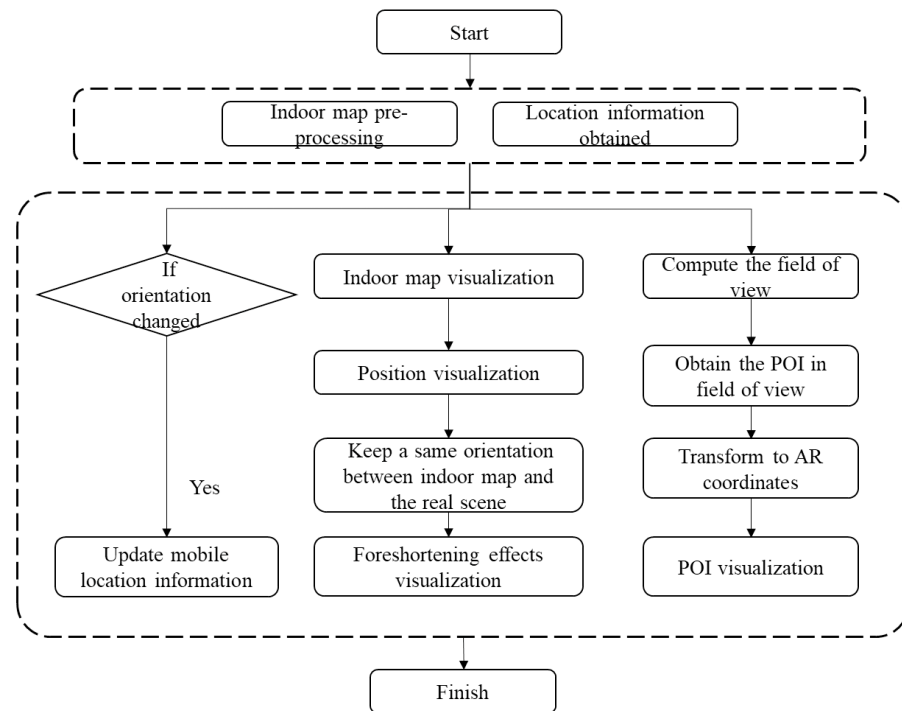 Start
Indoor map pre-
processing
Location information
obtained
If
orientation
changed
Yes
Update mobile
location information
Indoor map visualization
Position visualization
Keep a same orientation
between indoor map and
the real scene
Foreshortening effects
visualization
Compute the field of
view
Obtain the POI in
field of view
Transform to AR
coordinates
POI visualization
Finish